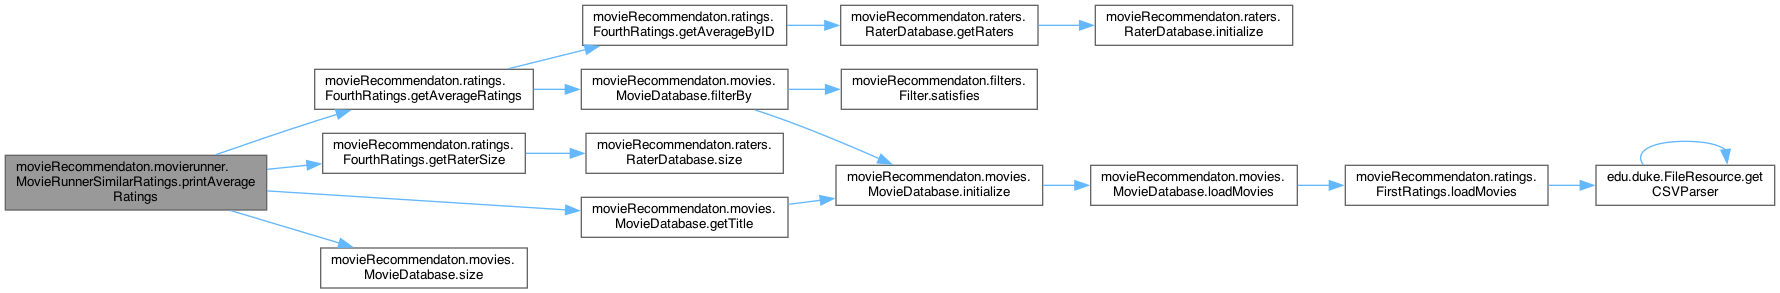 movieRecommendaton.movierunner.
MovieRunnerSimilarRatings.printAverage
Ratings
movieRecommendaton.ratings.
FourthRatings.getAverageRatings
movieRecommendaton.ratings.
FourthRatings.getAverageByID
movieRecommendaton.raters.
RaterDatabase.getRaters
movieRecommendaton.raters.
RaterDatabase.initialize
movieRecommendaton.movies.
MovieDatabase.filterBy
movieRecommendaton.filters.
Filter.satisfies
movieRecommendaton.movies.
MovieDatabase.initialize
movieRecommendaton.movies.
MovieDatabase.loadMovies
movieRecommendaton.ratings.
FirstRatings.loadMovies
edu.duke.FileResource.get
CSVParser
movieRecommendaton.ratings.
FourthRatings.getRaterSize
movieRecommendaton.raters.
RaterDatabase.size
movieRecommendaton.movies.
MovieDatabase.getTitle
movieRecommendaton.movies.
MovieDatabase.size